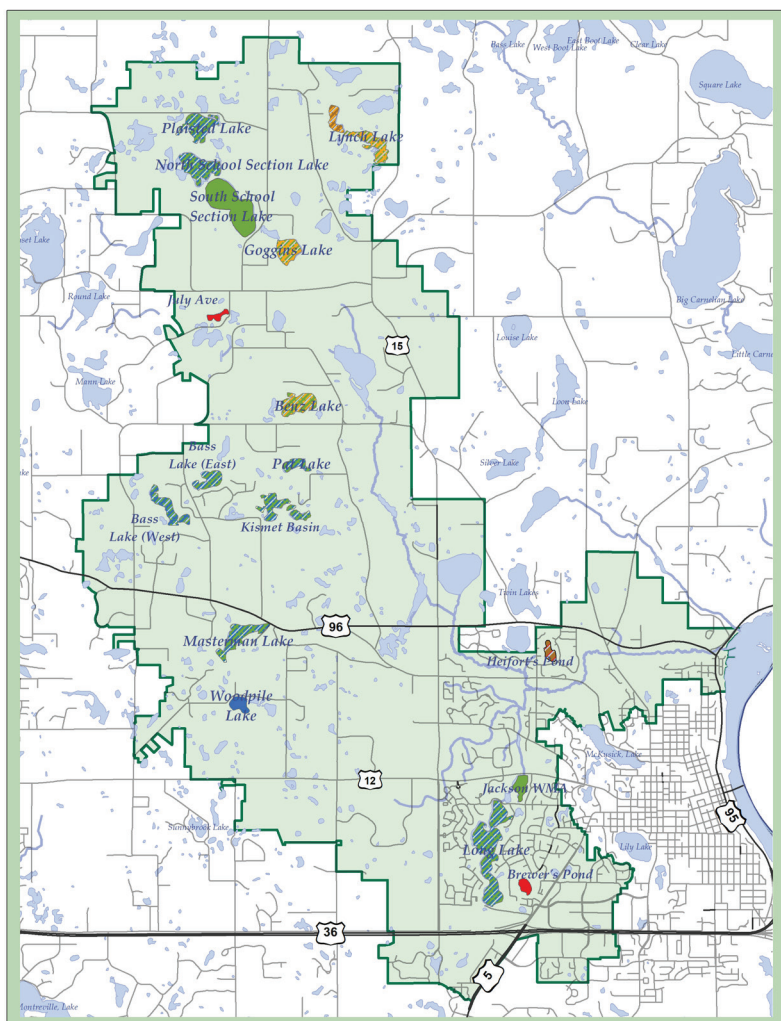 Bass Lake
East Boot Lake
West Boot Lake
Clear Lake
Square Lake
Plaisted Lake
Lynch Lake
North School Section Lake
South School
Section Lake
Goggins Lake
Round Lake
July Ave
Big Carnelian Lake
15
Louise Lake
Mann Lake
Loon Lake
Benz Lake
Bass
Lake (East)
Pat Lake
Silver Lake
Bass
Lake (West)
Kismet Basin
Twin Lakes
96
Masterman Lake
Heifort's Pond
Woodpile
Lake
McKusick, Lake
12
Jackson WMA
95
Sunnybrook Lake
Long Lake
Lily Lake
Brewer's Pond
36
5